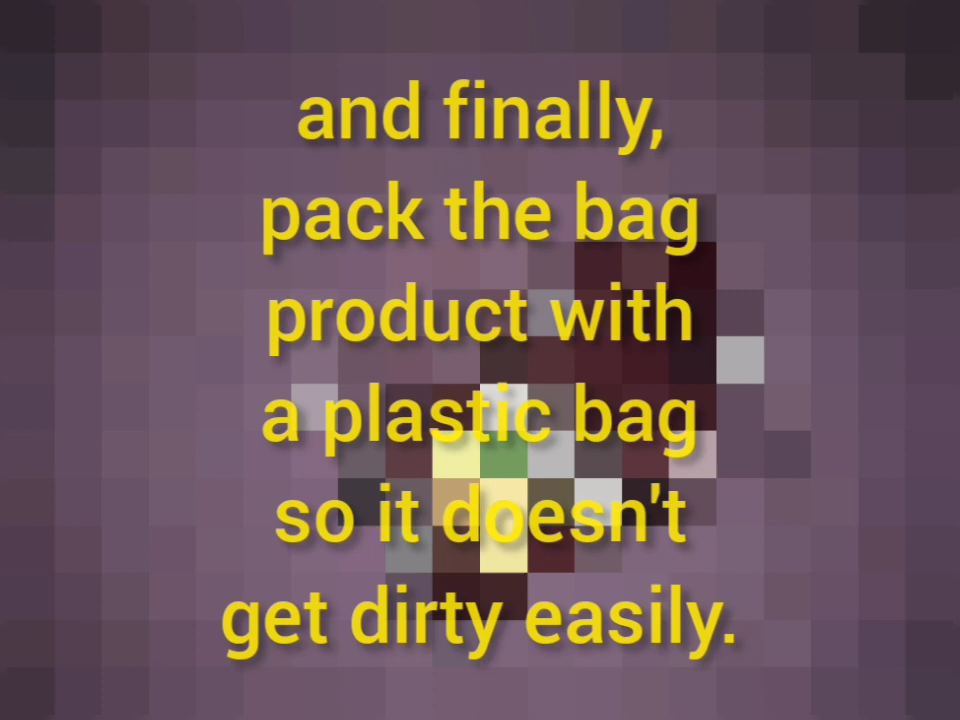 and finally,
pack the bag
product with
a plastic bag
so it doesn't
get dirty easily.